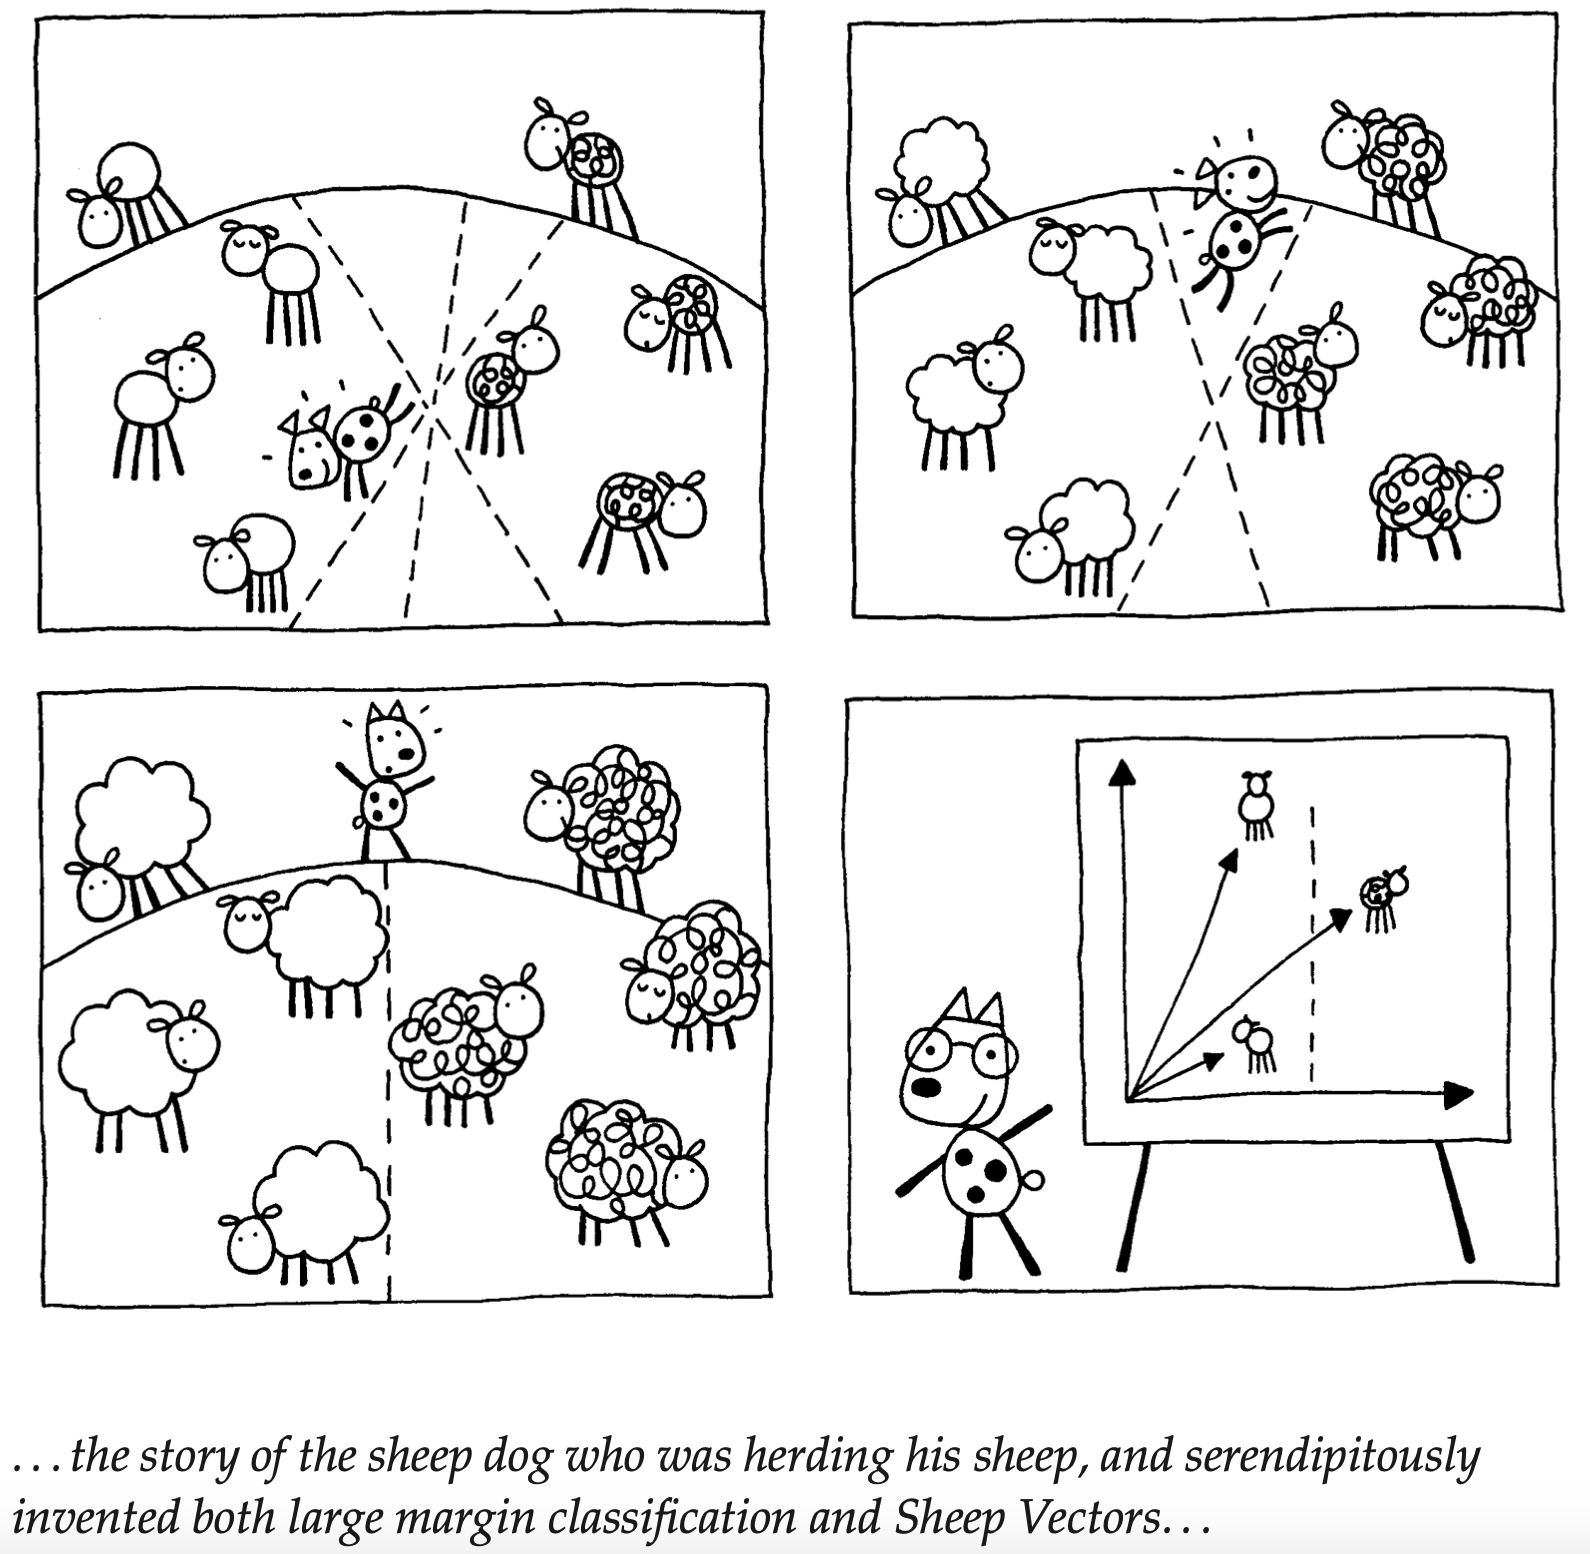 ...the story of the sheep dog who was herding his sheep, and serendipitously
invented both large margin classification and Sheep Vectors...